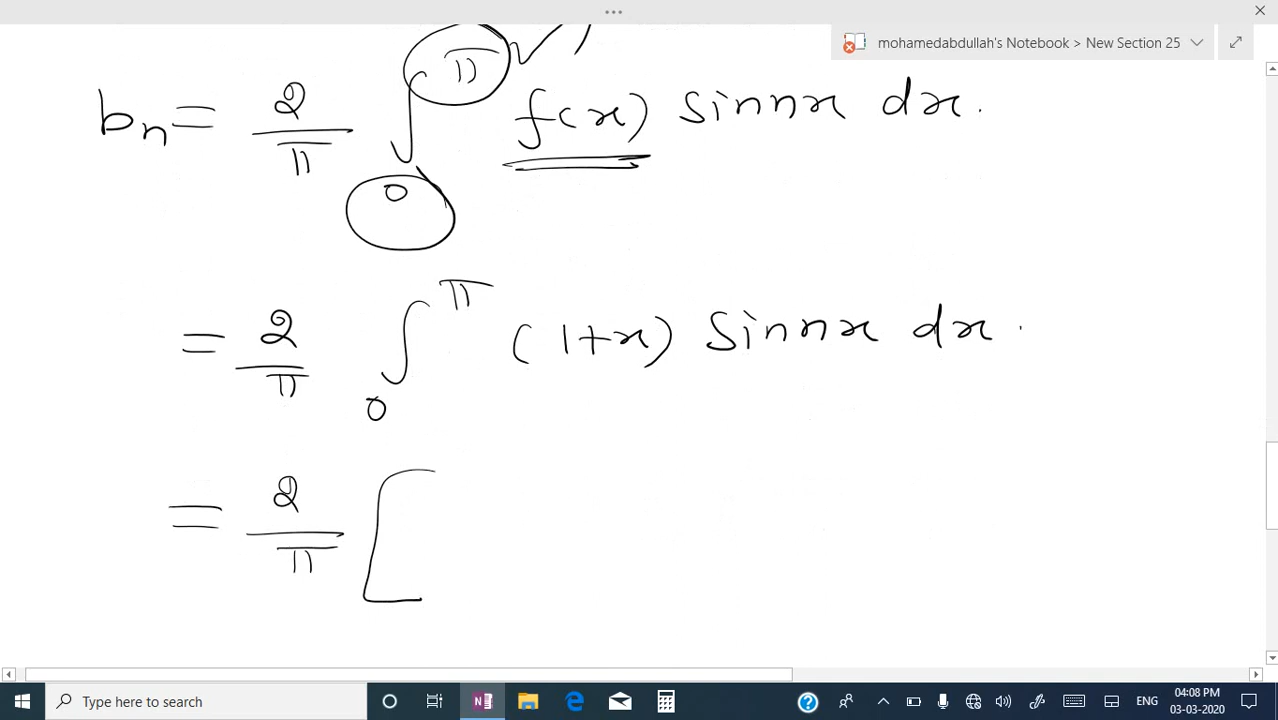 mohamedabdullah's Notebook > New Section 25
bn = 2/π ∫₀^π f(x) sin nx dx.
= 2/π ∫₀^π (1+x) sin nx dx.
= 2/π [
Type here to search
ENG
04:08 PM
03-03-2020